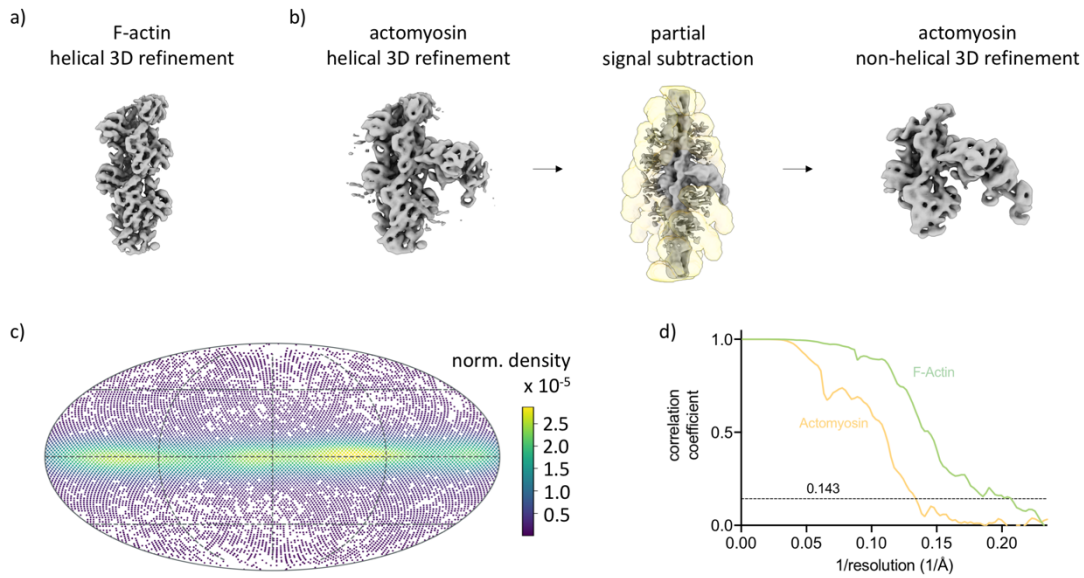 a)
F-actin
helical 3D refinement
b)
actomyosin
helical 3D refinement
partial
signal subtraction
actomyosin
non-helical 3D refinement
c)
norm. density
x 10⁻⁵
2.5
2.0
1.5
1.0
0.5
d)
correlation
coefficient
1.0
0.5
0.0
F-Actin
Actomyosin
0.143
0.00
0.05
0.10
0.15
0.20
1/resolution (1/Å)